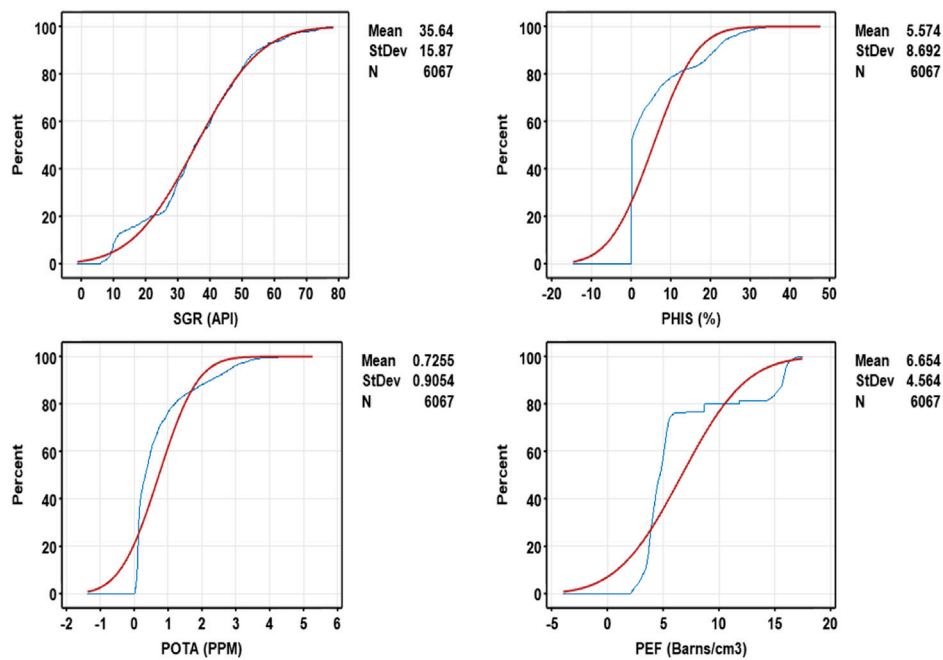 100
80
60
40
20
0
Percent
0 10 20 30 40 50 60 70 80
SGR (API)
Mean 35.64
StDev 15.87
N 6067
100
80
60
40
20
0
Percent
-20 -10 0 10 20 30 40 50
PHIS (%)
Mean 5.574
StDev 8.692
N 6067
100
80
60
40
20
0
Percent
-2 -1 0 1 2 3 4 5 6
POTA (PPM)
Mean 0.7255
StDev 0.9054
N 6067
100
80
60
40
20
0
Percent
0 5 10 15 20
PEF (Barns/cm3)
Mean 6.654
StDev 4.564
N 6067